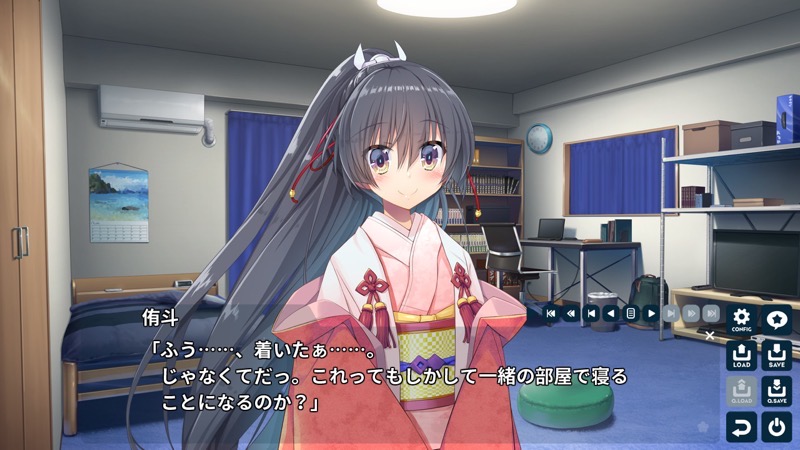 侑斗
「ふう……、着いたぁ……。
じゃなくてだっ。これってもしかして一緒の部屋で寝る
ことになるのか？」
CONFIG
LOAD
SAVE
Q.LOAD
Q.SAVE